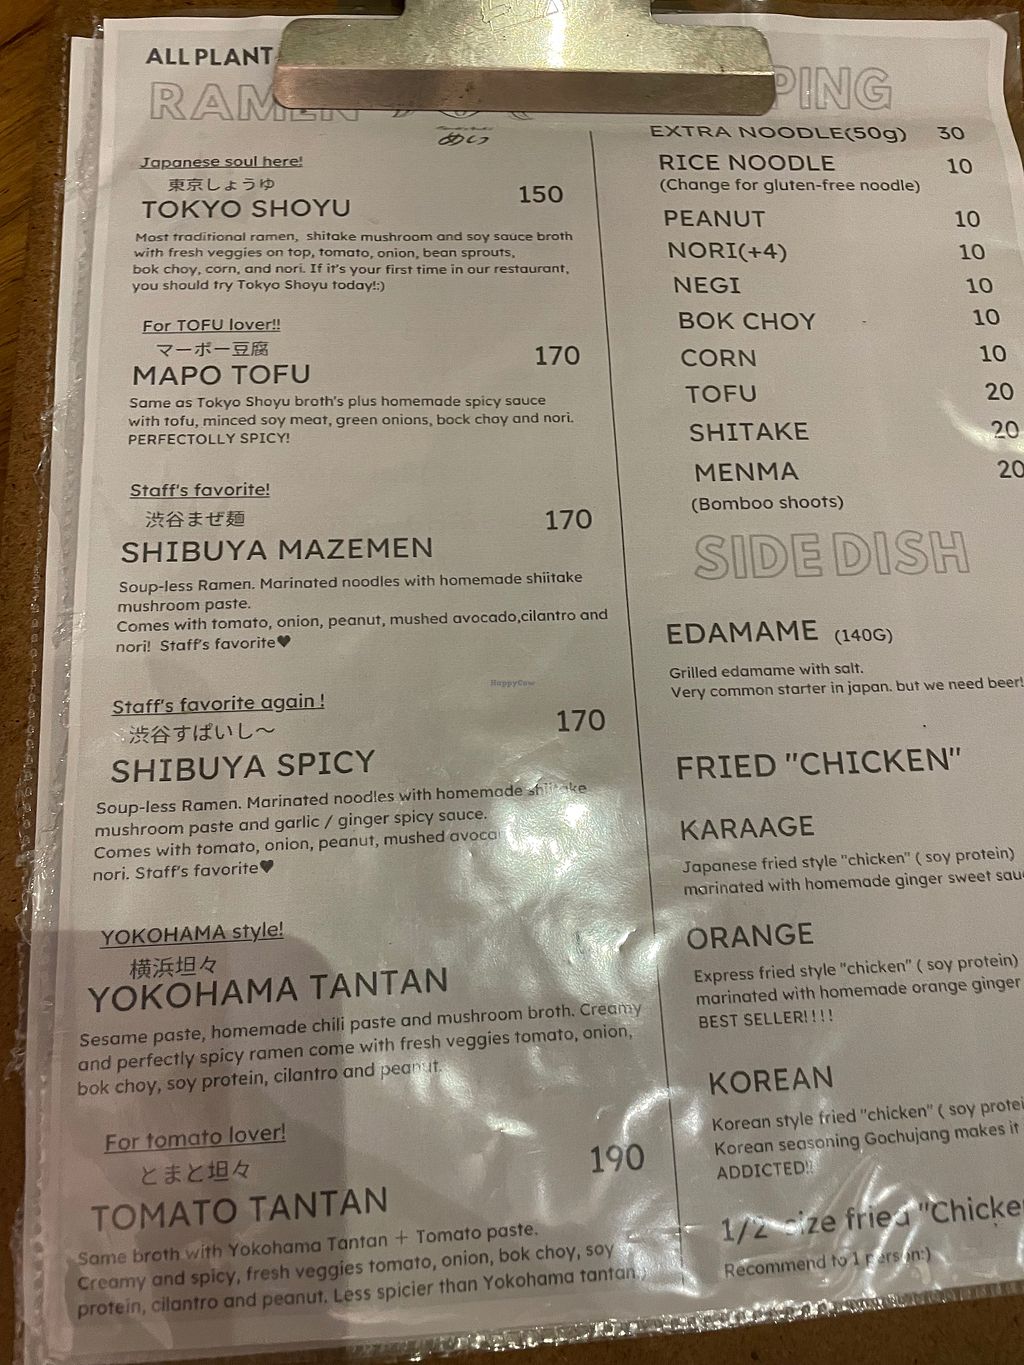 ALL PLANT
RAMEN
Japanese soul here!
東京しょうゆ
TOKYO SHOYU 150
Most traditional ramen, shitake mushroom and soy sauce broth
with fresh veggies on top, tomato, onion, bean sprouts,
bok choy, corn, and nori. If it's your first time in our restaurant,
you should try Tokyo Shoyu today!:)
For TOFU lover!!
マーボー豆腐
MAPO TOFU 170
Same as Tokyo Shoyu broth's plus homemade spicy sauce
with tofu, minced soy meat, green onions, bock choy and nori.
PERFECTOLLY SPICY!
Staff's favorite!
渋谷まぜ麺
SHIBUYA MAZEMEN 170
Soup-less Ramen. Marinated noodles with homemade shiitake
mushroom paste.
Comes with tomato, onion, peanut, mushed avocado,cilantro and
nori! Staff's favorite♥
Staff's favorite again !
渋谷すぱいし～
SHIBUYA SPICY 170
Soup-less Ramen. Marinated noodles with homemade shiitake
mushroom paste and garlic / ginger spicy sauce.
Comes with tomato, onion, peanut, mushed
nori. Staff's favorite♥
YOKOHAMA style!
横浜坦々
YOKOHAMA TANTAN
Sesame paste, homemade chili paste and mushroom broth. Creamy
and perfectly spicy ramen come with fresh veggies tomato, onion,
bok choy, soy protein, cilantro and peanut.
For tomato lover!
とまと坦々
TOMATO TANTAN 190
Same broth with Yokohama Tantan + Tomato paste.
Creamy and spicy, fresh veggies tomato, onion, bok choy, soy
protein, cilantro and peanut. Less spicier than Yokohama tantan:)
めい
PING
EXTRA NOODLE(50g) 30
RICE NOODLE 10
(Change for gluten-free noodle)
PEANUT 10
NORI(+4) 10
NEGI 10
BOK CHOY 10
CORN 10
TOFU 20
SHITAKE 20
MENMA 20
(Bomboo shoots)
SIDE DISH
EDAMAME (140G)
Grilled edamame with salt.
Very common starter in japan. but we need beer!
FRIED "CHICKEN"
KARAAGE
Japanese fried style "chicken" ( soy protein)
marinated with homemade ginger sweet
ORANGE
Express fried style "chicken" ( soy protein)
marinated with homemade orange ginger
BEST SELLER!!!!
KOREAN
Korean style fried "chicken" ( soy
Korean seasoning Gochujang makes it
ADDICTED!!
1/2 size fried "Chicken
Recommend to 1 person:)
HappyCow